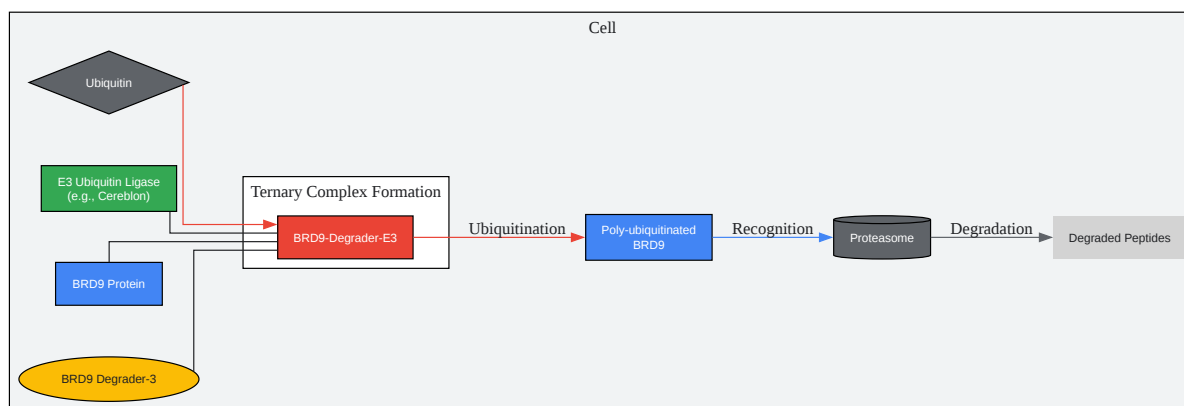 Cell
Ubiquitin
E3 Ubiquitin Ligase
(e.g., Cereblon)
BRD9 Protein
BRD9 Degrader-3
Ternary Complex Formation
BRD9-Degrader-E3
Ubiquitination
Poly-ubiquitinated
BRD9
Recognition
Proteasome
Degradation
Degraded Peptides